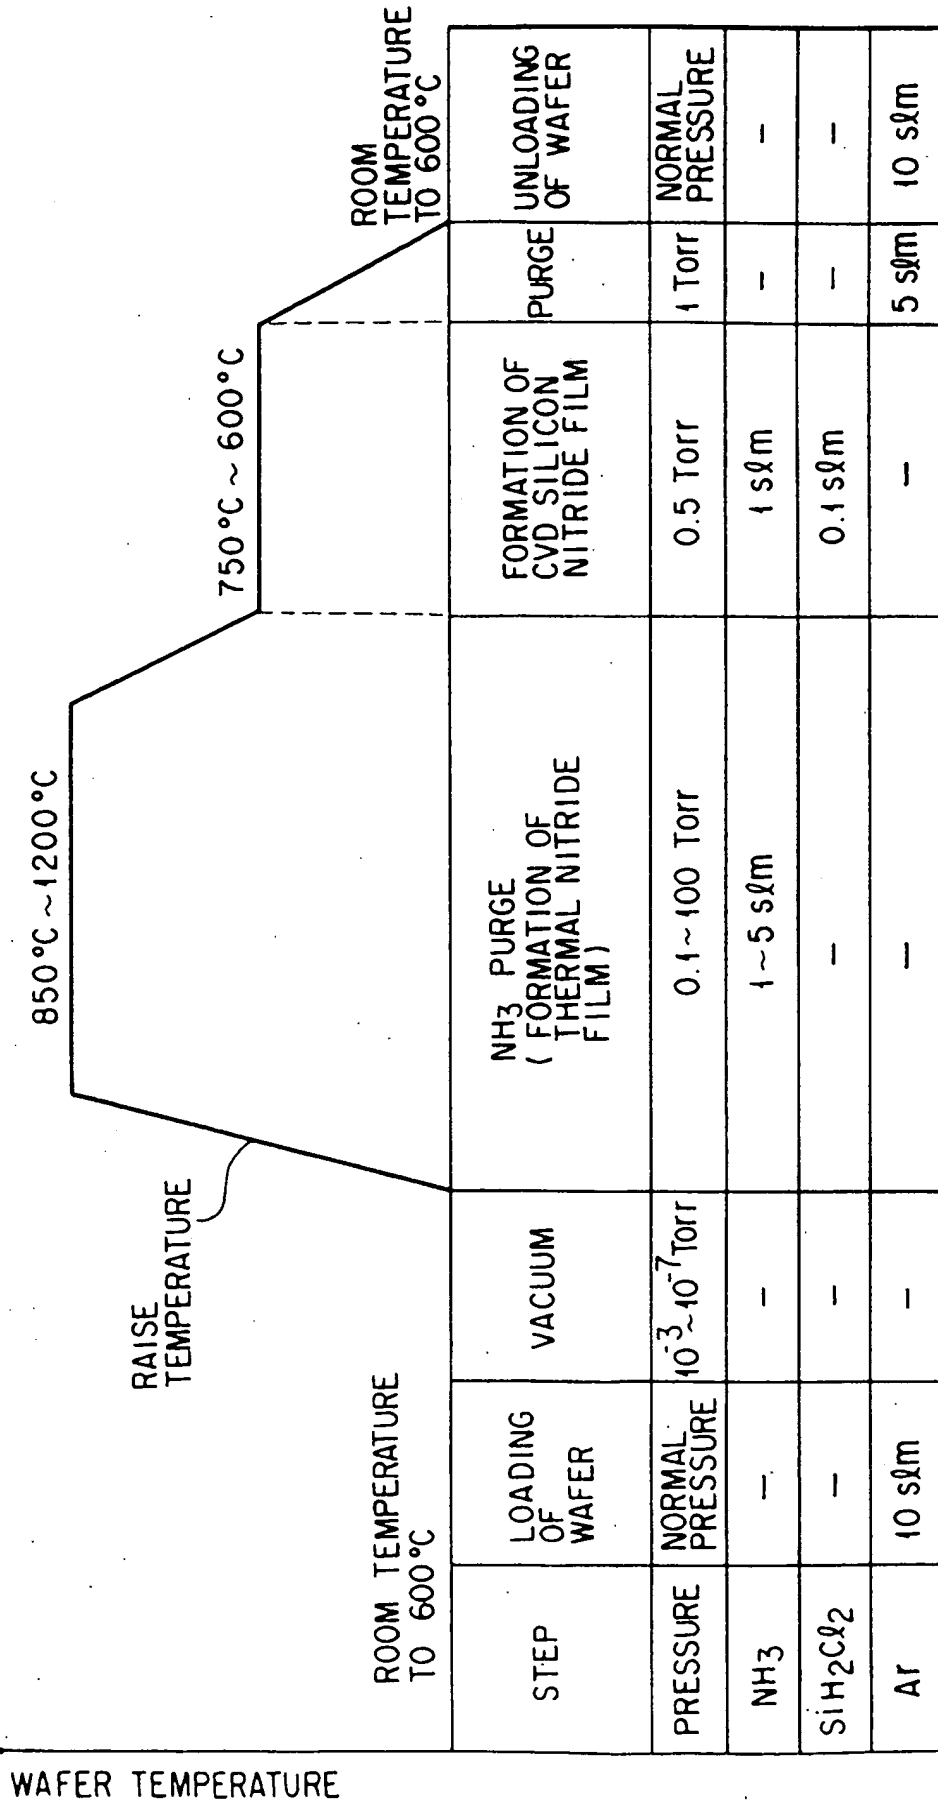 WAFER TEMPERATURE
850°C ~1200°C
750°C ~ 600°C
RAISE
TEMPERATURE
ROOM TEMPERATURE
TO 600°C
ROOM
TEMPERATURE
TO 600°C
STEP
LOADING
OF
WAFER
VACUUM
NH3 PURGE
( FORMATION OF
THERMAL NITRIDE
FILM)
FORMATION OF
CVD SILICON
NITRIDE FILM
PURGE
UNLOADING
OF WAFER
PRESSURE
NORMAL
PRESSURE
10⁻³~10⁻⁷Torr
0.1~100 Torr
0.5 Torr
1 Torr
NORMAL
PRESSURE
NH3
–
–
1~5 slm
1 slm
–
–
SiH2Cl2
–
–
–
0.1 slm
–
–
Ar
10 slm
–
–
–
5 slm
10 slm